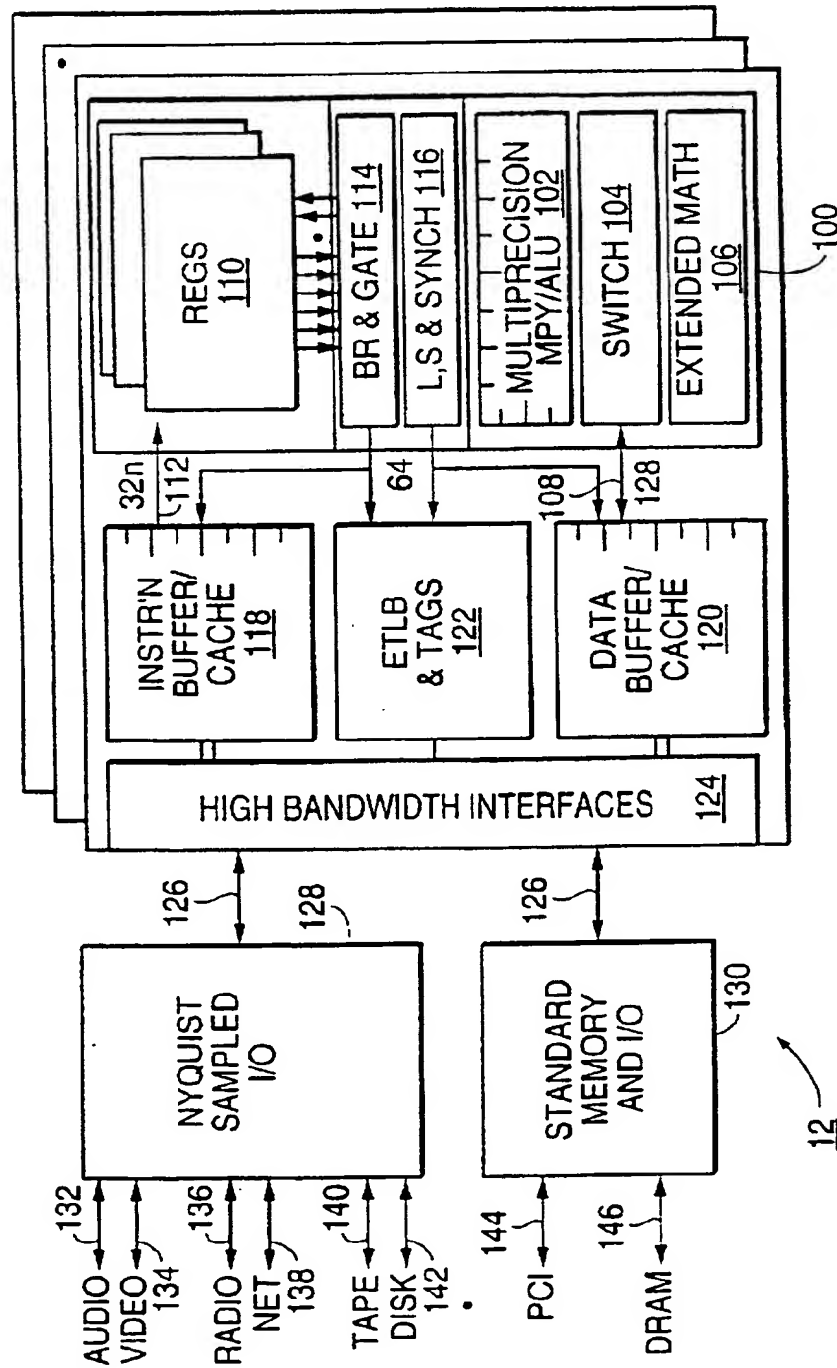 AUDIO
132
VIDEO
134
RADIO
136
NET
138
TAPE
140
DISK
142
PCI
144
DRAM
146
NYQUIST
SAMPLED
I/O
128
STANDARD
MEMORY
AND I/O
130
12
126
126
HIGH BANDWIDTH INTERFACES
124
INSTR'N
BUFFER/
CACHE
118
ETLB
& TAGS
122
DATA
BUFFER/
CACHE
120
32n
112
64
108
128
REGS
110
BR & GATE 114
L,S & SYNCH 116
MULTIPRECISION
MPY/ALU 102
SWITCH 104
EXTENDED MATH
106
100